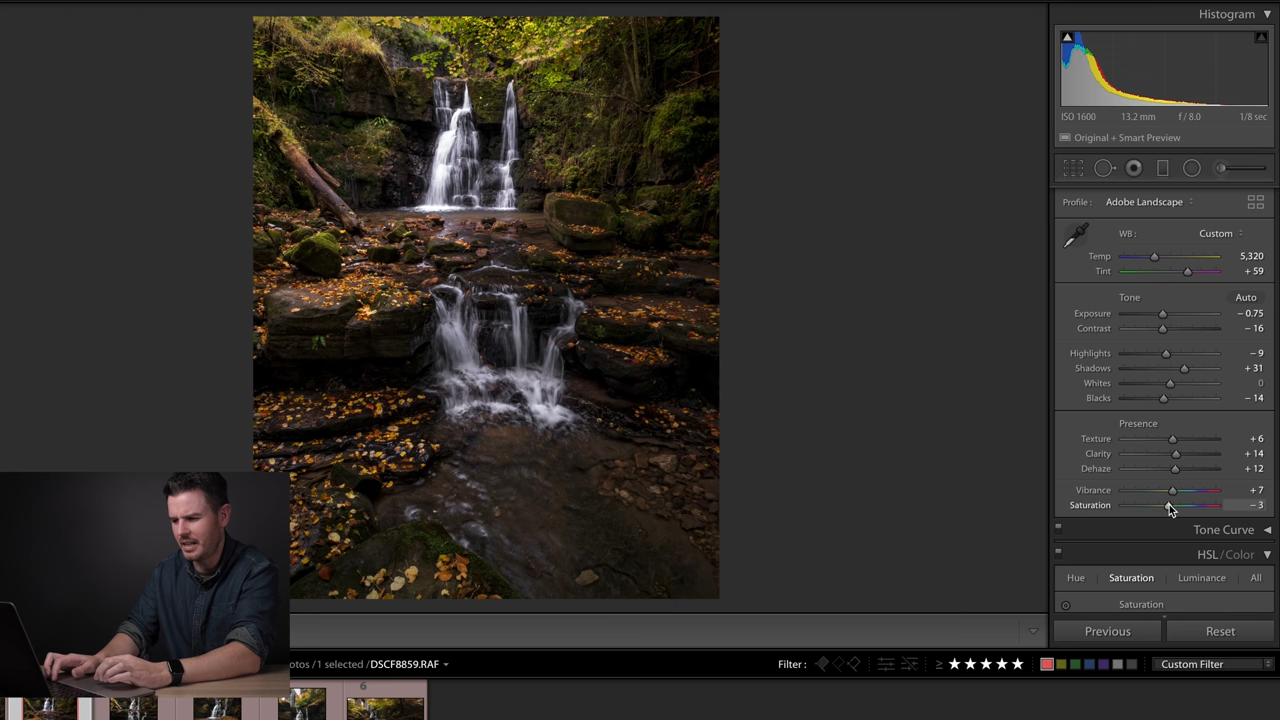 Histogram
ISO 1600 13.2 mm f / 8.0 1/8 sec
Original + Smart Preview
Profile : Adobe Landscape
WB : Custom
Temp 5,320
Tint + 59
Tone Auto
Exposure − 0.75
Contrast − 16
Highlights − 9
Shadows + 31
Whites 0
Blacks − 14
Presence
Texture + 6
Clarity + 14
Dehaze + 12
Vibrance + 7
Saturation − 3
Tone Curve
HSL / Color
Hue Saturation Luminance All
Saturation
Previous Reset
otos / 1 selected / DSCF8859.RAF
Filter : ≥ ★★★★★ Custom Filter
6